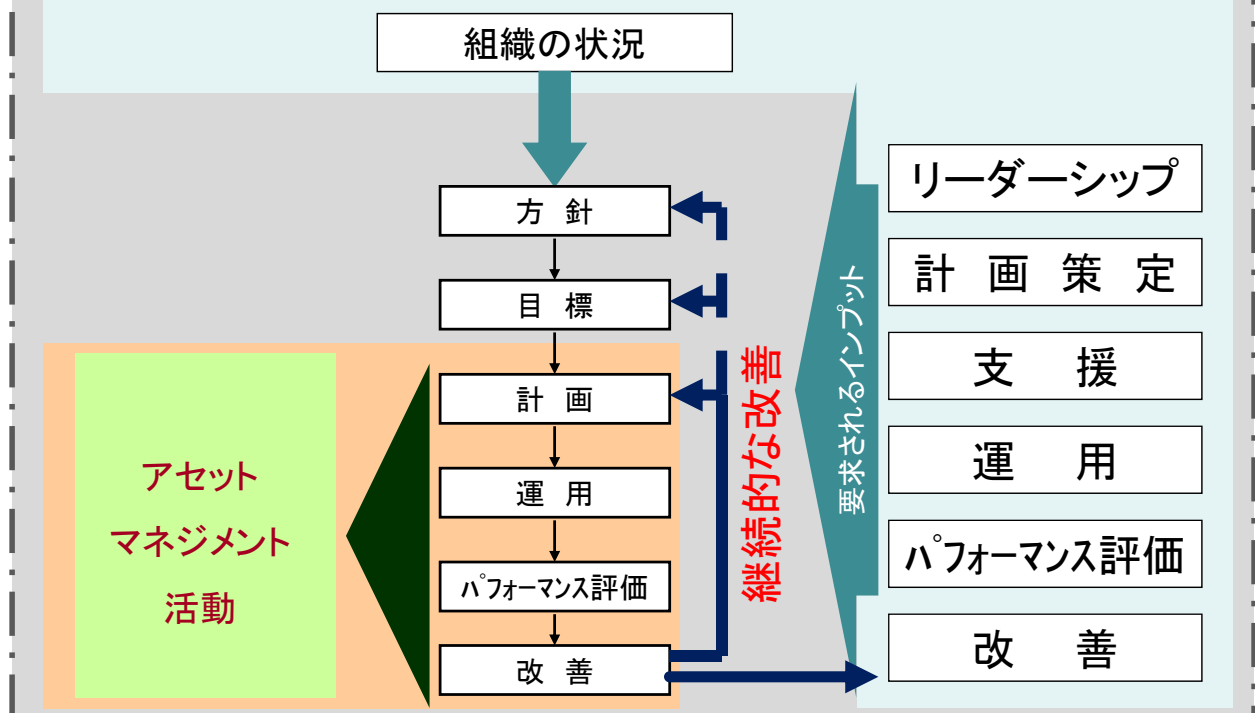 組織の状況
方 針
目 標
計 画
運 用
パフォーマンス評価
改 善
アセット
マネジメント
活動
継続的な改善
要求されるインプット
リーダーシップ
計 画 策 定
支 援
運 用
パフォーマンス評価
改 善